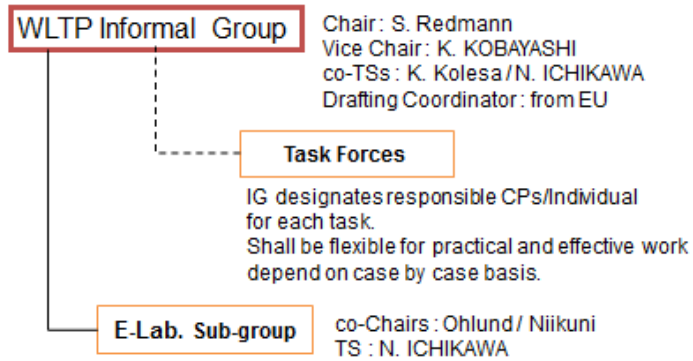 WLTP Informal Group
Chair : S. Redmann
Vice Chair : K. KOBAYASHI
co-TSs : K. Kolesa / N. ICHIKAWA
Drafting Coordinator : from EU
Task Forces
IG designates responsible CPs/Individual
for each task.
Shall be flexible for practical and effective work
depend on case by case basis.
E-Lab. Sub-group
co-Chairs : Ohlund / Niikuni
TS : N. ICHIKAWA